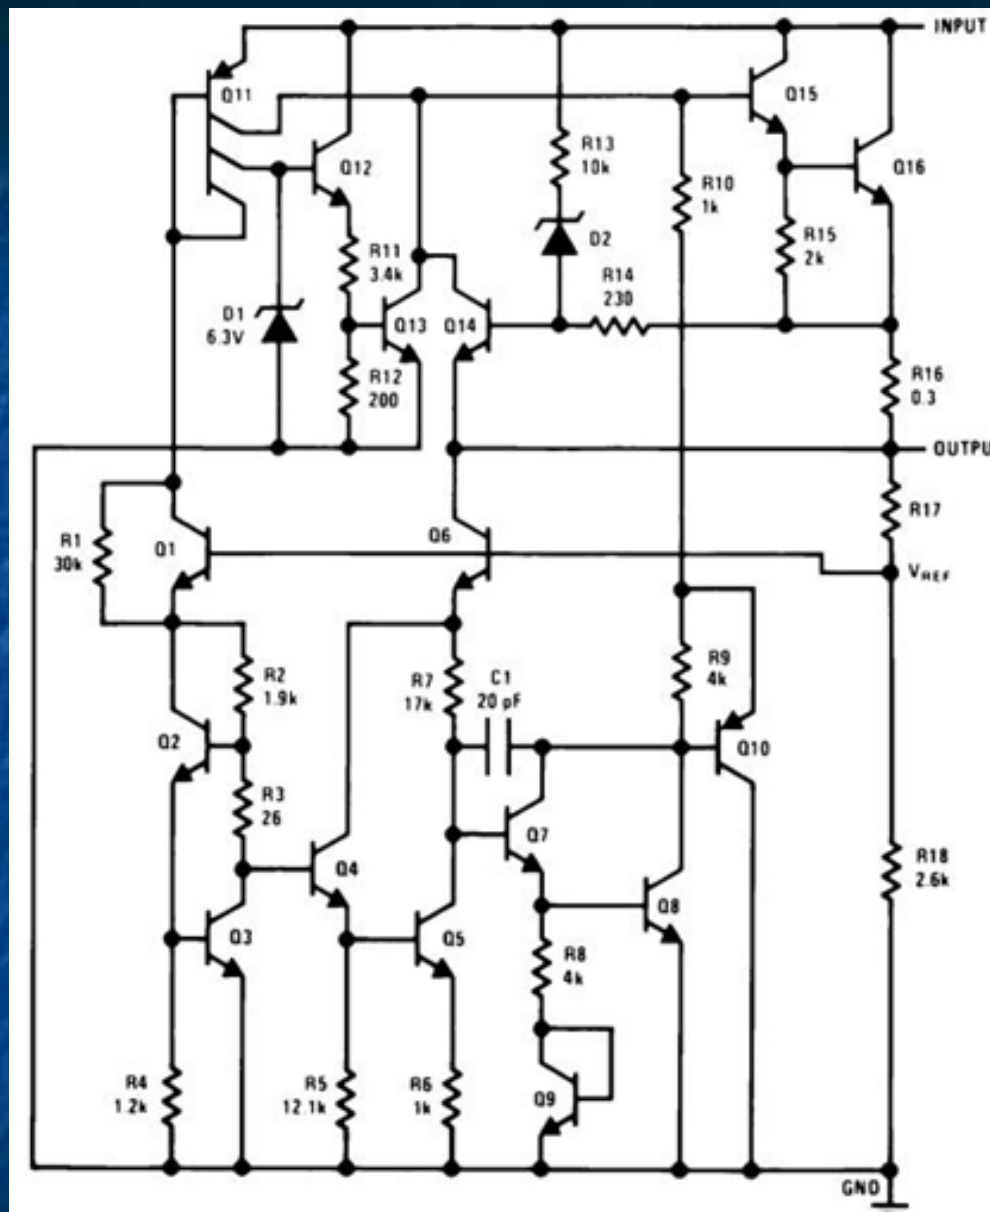 INPUT
Q11
Q15
Q12
R13
10k
Q16
R10
1k
D2
R15
2k
R11
3.4k
R14
230
D1
6.3V
Q13
Q14
R12
200
R16
0.3
OUTPU
R17
R1
30k
Q1
Q6
VREF
R2
1.9k
R7
17k
C1
20 pF
R9
4k
Q2
Q10
R3
26
Q7
Q4
R18
2.6k
Q8
Q3
Q5
R8
4k
R4
1.2k
R5
12.1k
R6
1k
Q9
GND